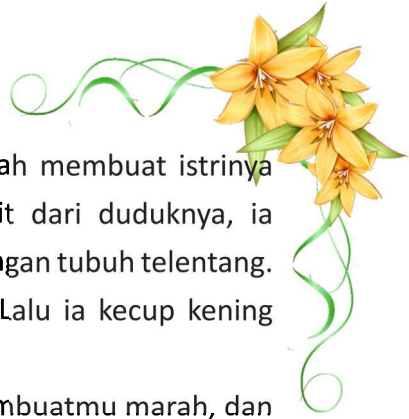 ah membuat istrinya
it dari duduknya, ia
ngan tubuh telentang.
Lalu ia kecup kening
mbuatmu marah, dan